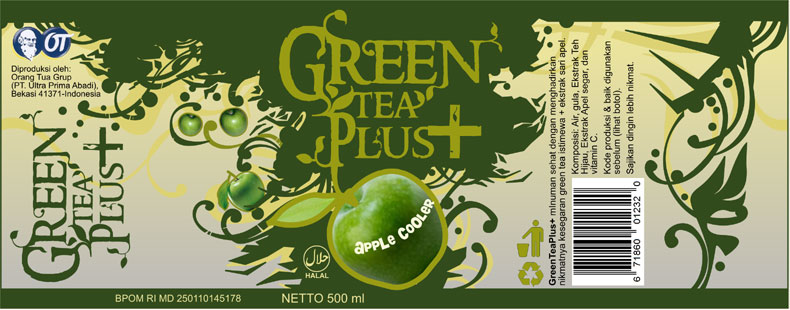 OT
Diproduksi oleh:
Orang Tua Grup
(PT. Ultra Prima Abadi),
Bekasi 41371-Indonesia
GREEN
TEA
PLUS+
GREEN
TEA
PLUS+
APPLE COOLER
حلال
HALAL
BPOM RI MD 250110145178
NETTO 500 ml
GreenTeaPlus+ minuman sehat dengan menghadirkan
nikmatnya kesegaran green tea istimewa + ekstrak sari apel.
Komposisi: Air, gula, Ekstrak Teh
Hijau, Ekstrak Apel segar, dan
vitamin C.
Kode produksi & baik digunakan
sebelum (lihat botol).
Sajikan dingin lebih nikmat.
6 71860 01232 0